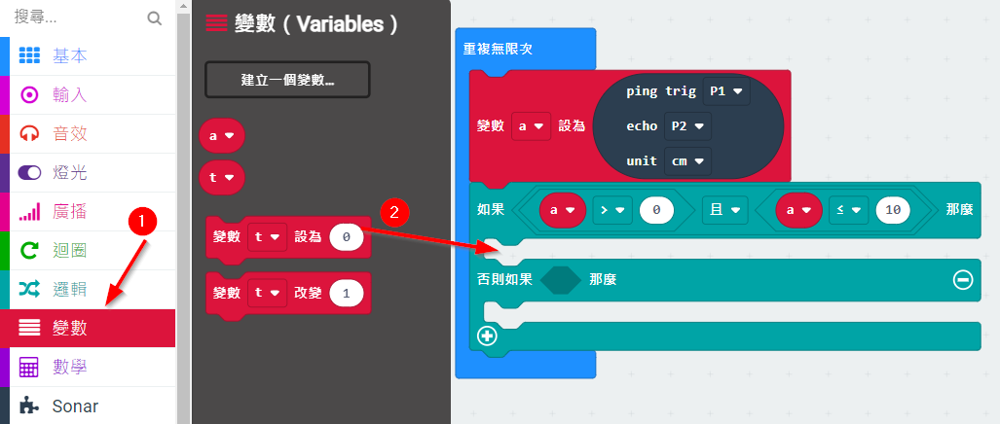 搜尋...
基本
輸入
音效
燈光
廣播
迴圈
邏輯
變數
數學
Sonar
1
變數 ( Variables )
建立一個變數...
a
t
變數 t 設為 0
變數 t 改變 1
2
重複無限次
變數 a 設為
ping trig P1
echo P2
unit cm
如果 a > 0 且 a ≤ 10 那麼
否則如果 那麼